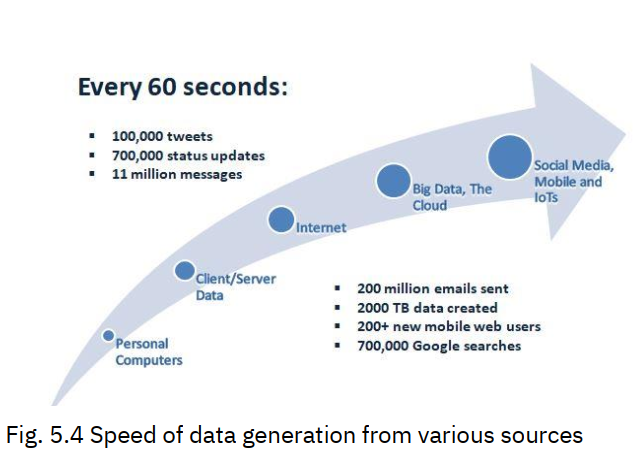 Every 60 seconds:
▪ 100,000 tweets
▪ 700,000 status updates
▪ 11 million messages
Social Media,
Mobile and
IoTs
Big Data, The
Cloud
Internet
Client/Server
Data
Personal
Computers
▪ 200 million emails sent
▪ 2000 TB data created
▪ 200+ new mobile web users
▪ 700,000 Google searches
Fig. 5.4 Speed of data generation from various sources